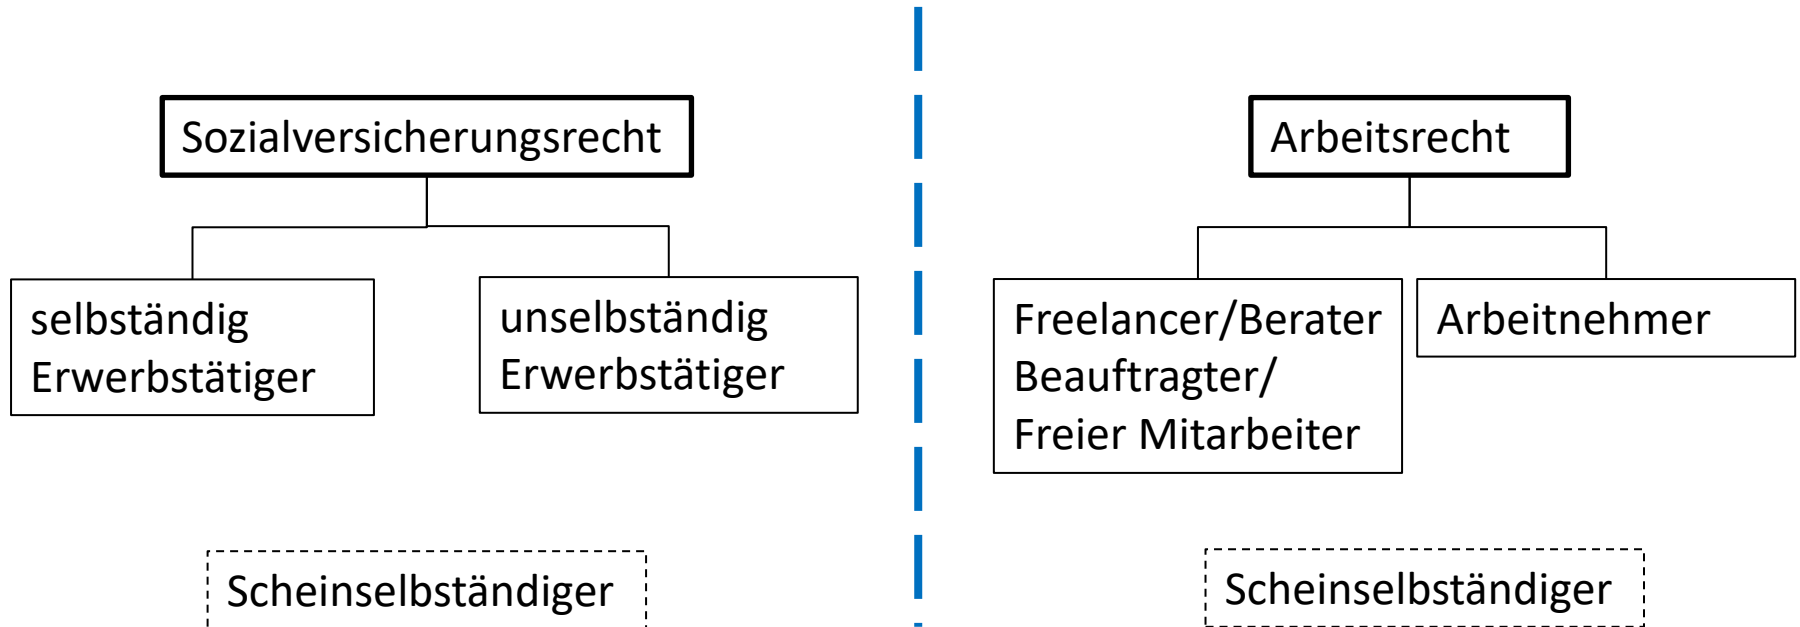 Sozialversicherungsrecht
selbständig
Erwerbstätiger
unselbständig
Erwerbstätiger
Scheinselbständiger
Arbeitsrecht
Freelancer/Berater
Beauftragter/
Freier Mitarbeiter
Arbeitnehmer
Scheinselbständiger